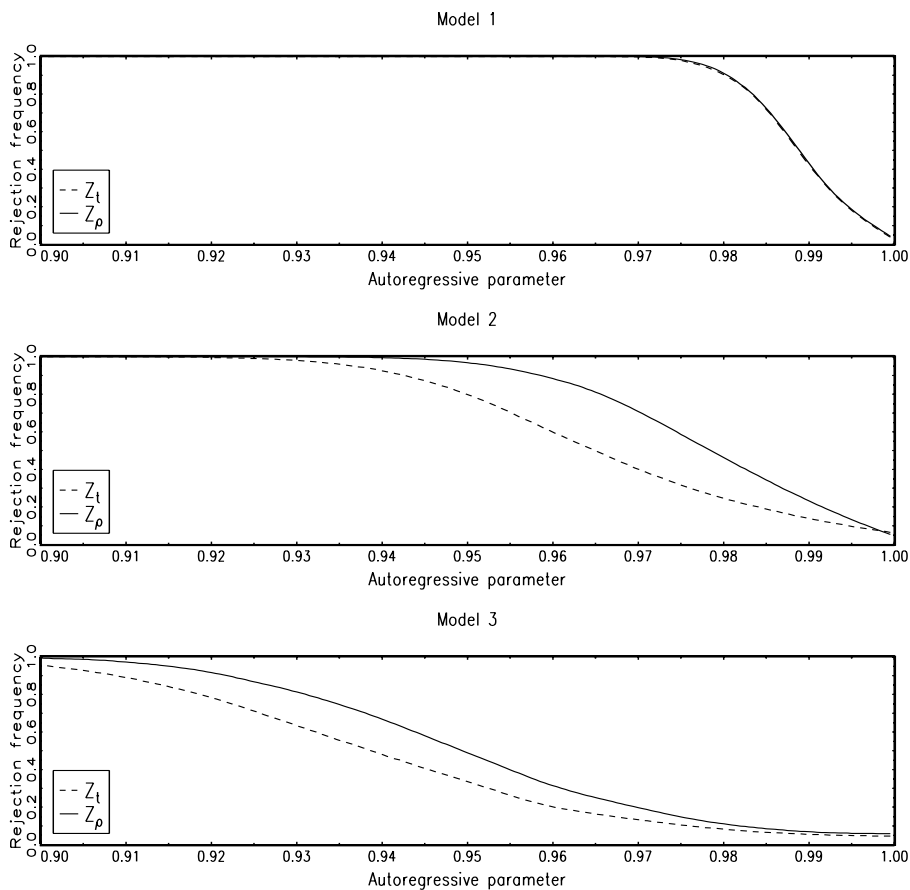 Model 1
Rejection frequency
0.0 0.2 0.4 0.6 0.8 1.0
Z_t
Z_ρ
0.90 0.91 0.92 0.93 0.94 0.95 0.96 0.97 0.98 0.99 1.00
Autoregressive parameter
Model 2
Rejection frequency
0.0 0.2 0.4 0.6 0.8 1.0
Z_t
Z_ρ
0.90 0.91 0.92 0.93 0.94 0.95 0.96 0.97 0.98 0.99 1.00
Autoregressive parameter
Model 3
Rejection frequency
0.0 0.2 0.4 0.6 0.8 1.0
Z_t
Z_ρ
0.90 0.91 0.92 0.93 0.94 0.95 0.96 0.97 0.98 0.99 1.00
Autoregressive parameter